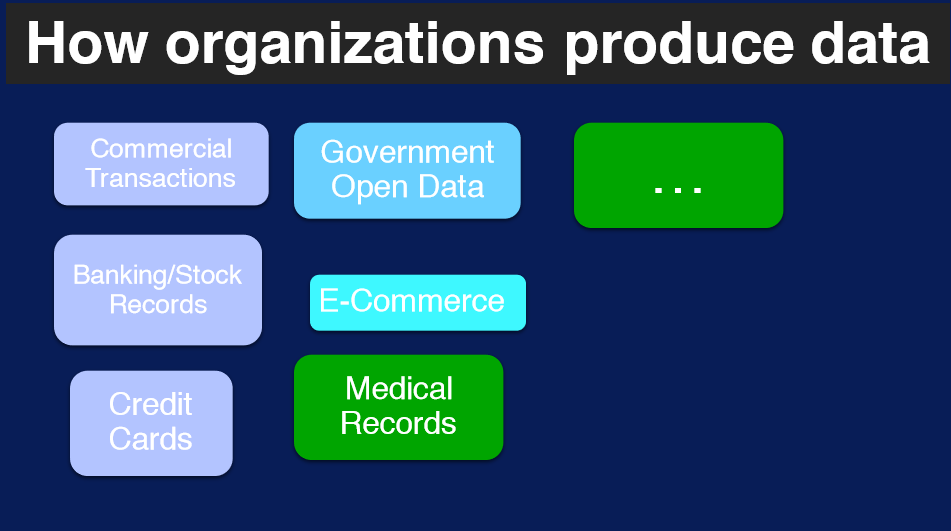 How organizations produce data
Commercial
Transactions
Banking/Stock
Records
Credit
Cards
Government
Open Data
E-Commerce
Medical
Records
...